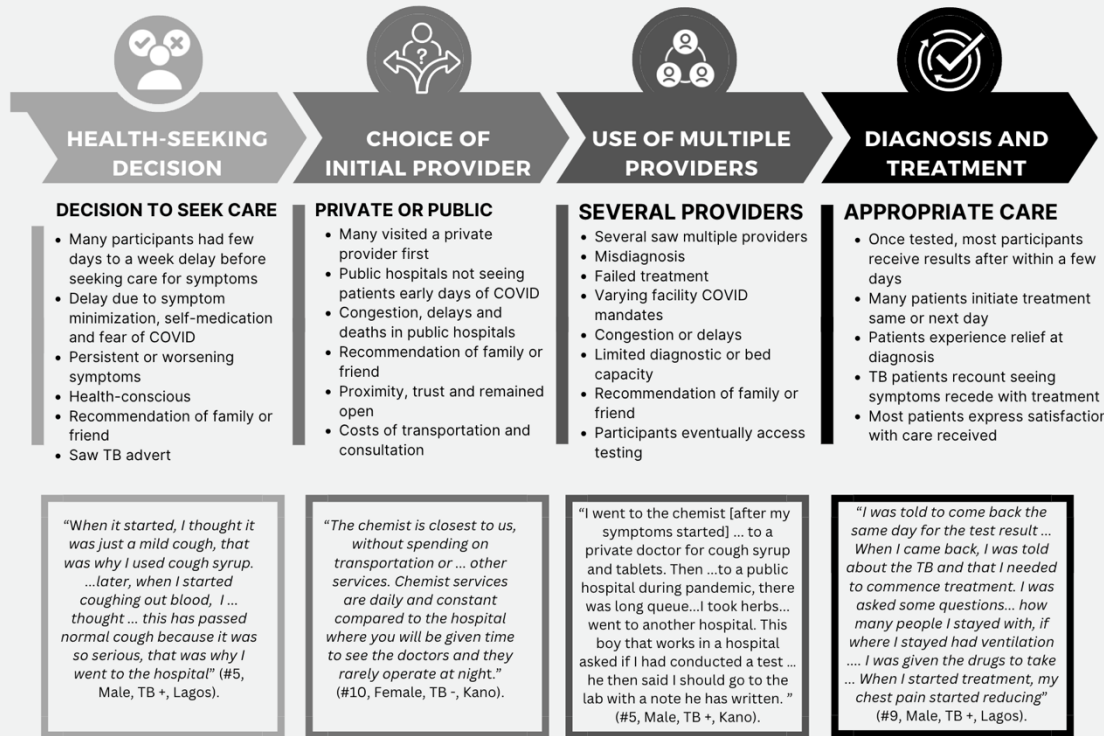 HEALTH-SEEKING
DECISION
CHOICE OF
INITIAL PROVIDER
USE OF MULTIPLE
PROVIDERS
DIAGNOSIS AND
TREATMENT
DECISION TO SEEK CARE
• Many participants had few
days to a week delay before
seeking care for symptoms
• Delay due to symptom
minimization, self-medication
and fear of COVID
• Persistent or worsening
symptoms
• Health-conscious
• Recommendation of family or
friend
• Saw TB advert
PRIVATE OR PUBLIC
• Many visited a private
provider first
• Public hospitals not seeing
patients early days of COVID
• Congestion, delays and
deaths in public hospitals
• Recommendation of family or
friend
• Proximity, trust and remained
open
• Costs of transportation and
consultation
SEVERAL PROVIDERS
• Several saw multiple providers
• Misdiagnosis
• Failed treatment
• Varying facility COVID
mandates
• Congestion or delays
• Limited diagnostic or bed
capacity
• Recommendation of family or
friend
• Participants eventually access
testing
APPROPRIATE CARE
• Once tested, most participants
receive results after within a few
days
• Many patients initiate treatment
same or next day
• Patients experience relief at
diagnosis
• TB patients recount seeing
symptoms recede with treatment
• Most patients express satisfaction
with care received
“When it started, I thought it
was just a mild cough, that
was why I used cough syrup.
...later, when I started
coughing out blood, I ...
thought ... this has passed
normal cough because it was
so serious, that was why I
went to the hospital” (#5,
Male, TB +, Lagos).
“The chemist is closest to us,
without spending on
transportation or ... other
services. Chemist services
are daily and constant
compared to the hospital
where you will be given time
to see the doctors and they
rarely operate at night.”
(#10, Female, TB -, Kano).
“I went to the chemist [after my
symptoms started] ... to a
private doctor for cough syrup
and tablets. Then ...to a public
hospital during pandemic, there
was long queue...I took herbs...
went to another hospital. This
boy that works in a hospital
asked if I had conducted a test ...
he then said I should go to the
lab with a note he has written. ”
(#5, Male, TB +, Kano).
“I was told to come back the
same day for the test result ...
When I came back, I was told
about the TB and that I needed
to commence treatment. I was
asked some questions... how
many people I stayed with, if
where I stayed had ventilation
.... I was given the drugs to take
... When I started treatment, my
chest pain started reducing”
(#9, Male, TB +, Lagos).